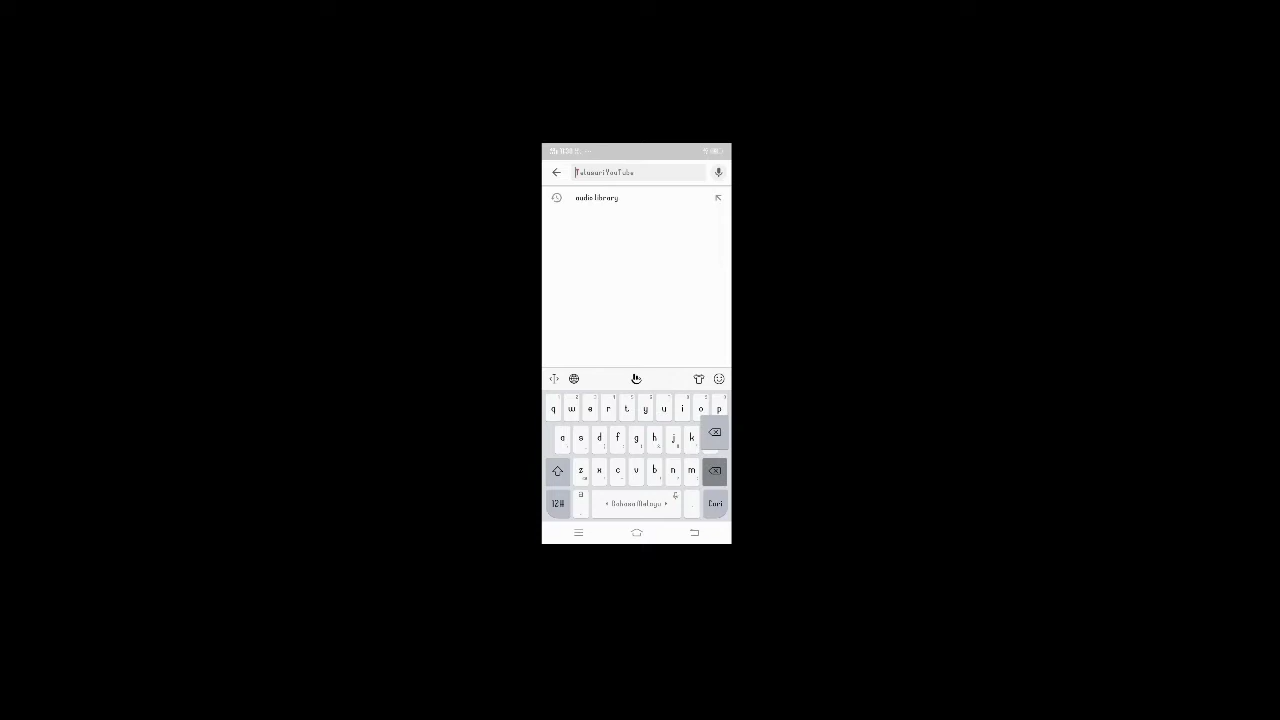 Telusuri YouTube
audio library
q w e r t y u i o p
a s d f g h j k
z x c v b n m
12# Bahasa Melayu . Cari